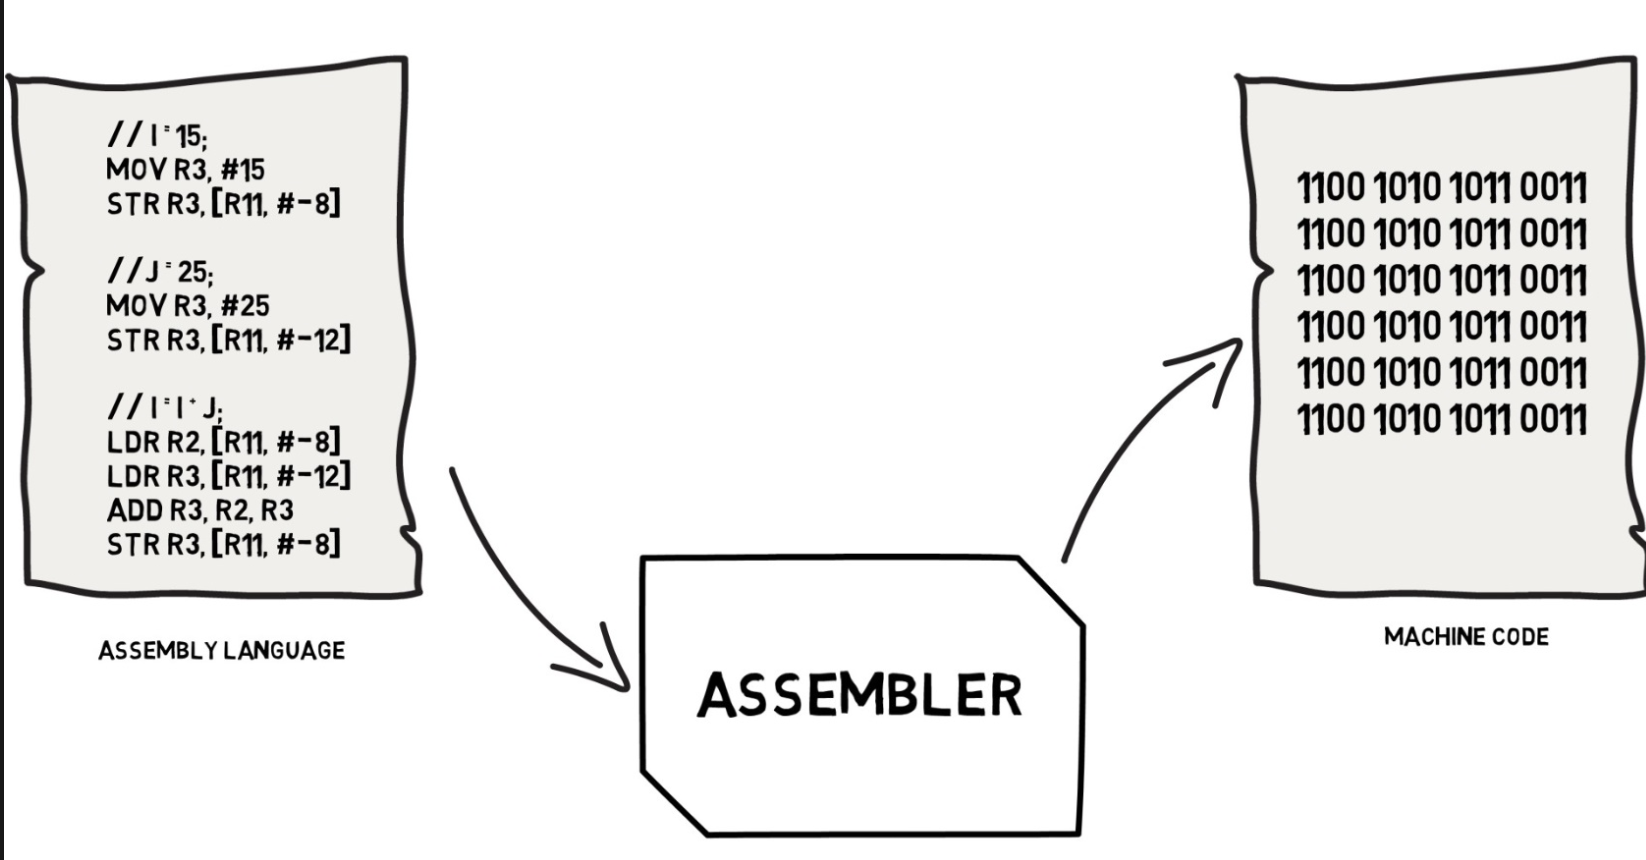 // I = 15;
MOV R3, #15
STR R3, [R11, #-8]
//J = 25;
MOV R3, #25
STR R3, [R11, #-12]
// I = I + J;
LDR R2, [R11, #-8]
LDR R3, [R11, #-12]
ADD R3, R2, R3
STR R3, [R11, #-8]
ASSEMBLY LANGUAGE
ASSEMBLER
1100 1010 1011 0011
1100 1010 1011 0011
1100 1010 1011 0011
1100 1010 1011 0011
1100 1010 1011 0011
1100 1010 1011 0011
MACHINE CODE